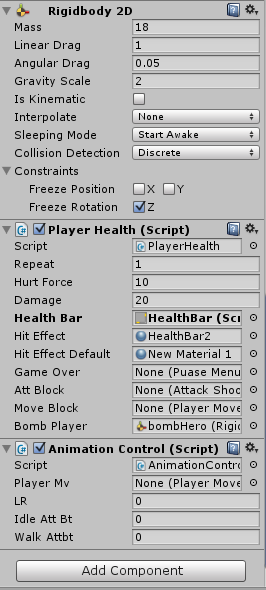 Rigidbody 2D
Mass 18
Linear Drag 1
Angular Drag 0.05
Gravity Scale 2
Is Kinematic
Interpolate None
Sleeping Mode Start Awake
Collision Detection Discrete
Constraints
Freeze Position X Y
Freeze Rotation Z
Player Health (Script)
Script PlayerHealth
Repeat 1
Hurt Force 10
Damage 20
Health Bar HealthBar (Scr
Hit Effect HealthBar2
Hit Effect Default New Material 1
Game Over None (Puase Menu
Att Block None (Attack Shoo
Move Block None (Player Move
Bomb Player bombHero (Rigid
Animation Control (Script)
Script AnimationContro
Player Mv None (Player Move
LR 0
Idle Att Bt 0
Walk Attbt 0
Add Component